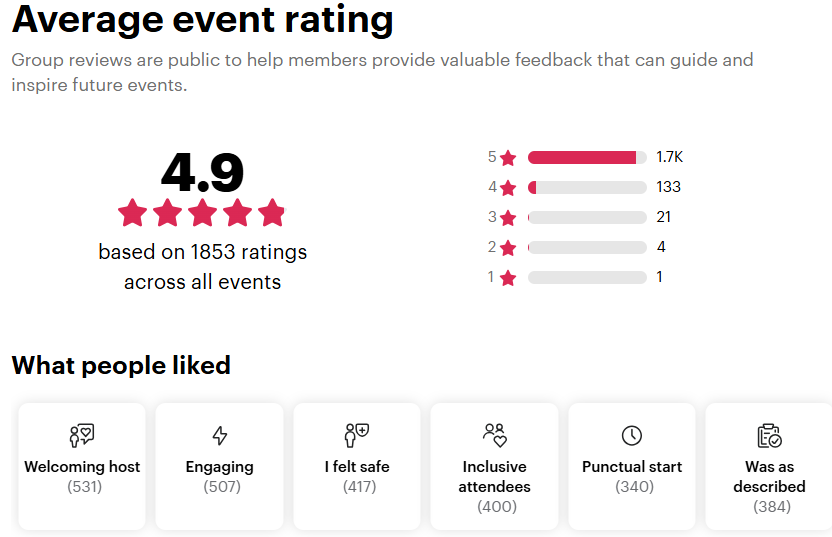 Average event rating
Group reviews are public to help members provide valuable feedback that can guide and
inspire future events.
4.9
based on 1853 ratings
across all events
5 1.7K
4 133
3 21
2 4
1 1
What people liked
Welcoming host
(531)
Engaging
(507)
I felt safe
(417)
Inclusive
attendees
(400)
Punctual start
(340)
Was as
described
(384)